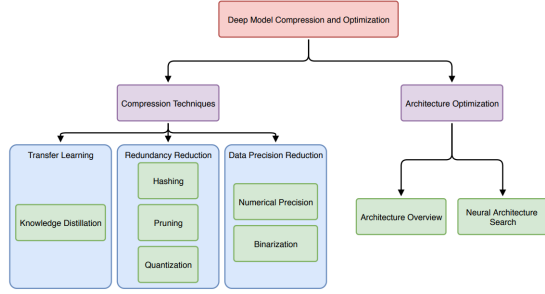 Deep Model Compression and Optimization
Compression Techniques
Architecture Optimization
Transfer Learning
Redundancy Reduction
Data Precision Reduction
Hashing
Knowledge Distillation
Pruning
Quantization
Numerical Precision
Binarization
Architecture Overview
Neural Architecture
Search